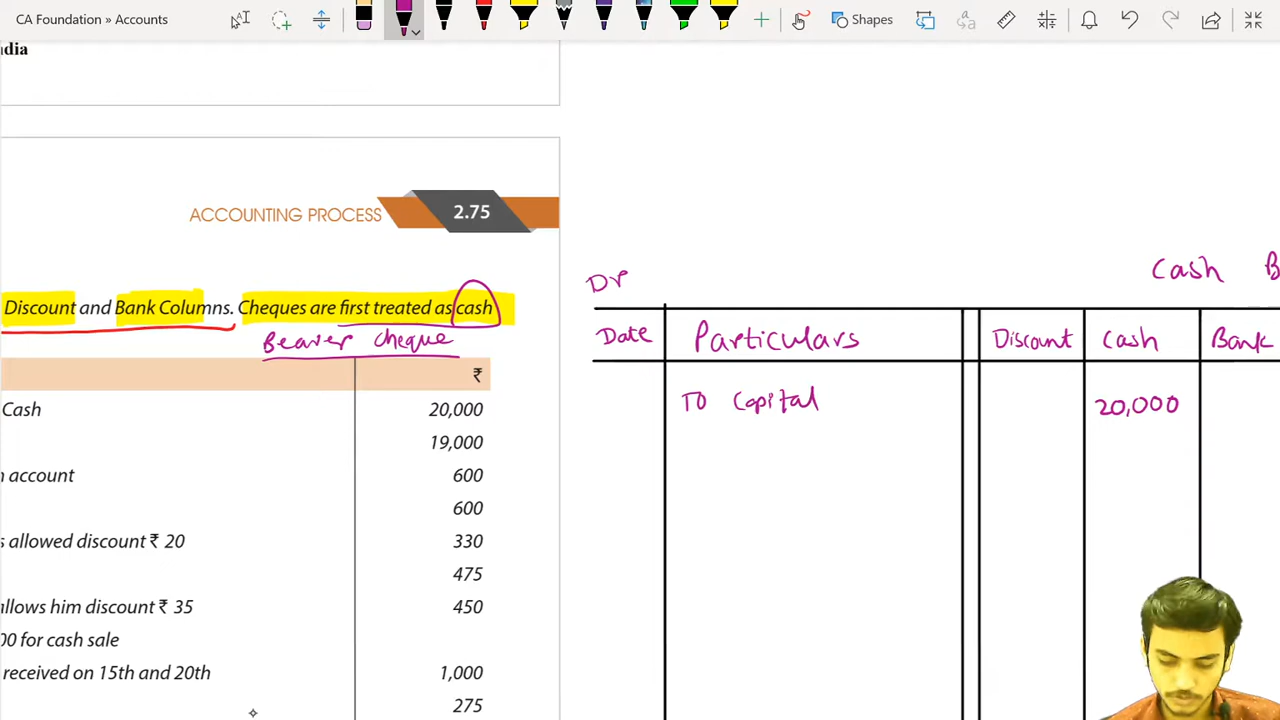 CA Foundation » Accounts
Shapes
dia
ACCOUNTING PROCESS 2.75
Discount and Bank Columns. Cheques are first treated as cash
Bearer cheque
₹
Cash 20,000
19,000
account 600
600
allowed discount ₹ 20 330
475
allows him discount ₹ 35 450
00 for cash sale
received on 15th and 20th 1,000
275
Dr Cash B
Date Particulars Discount Cash Bank
To Capital 20,000